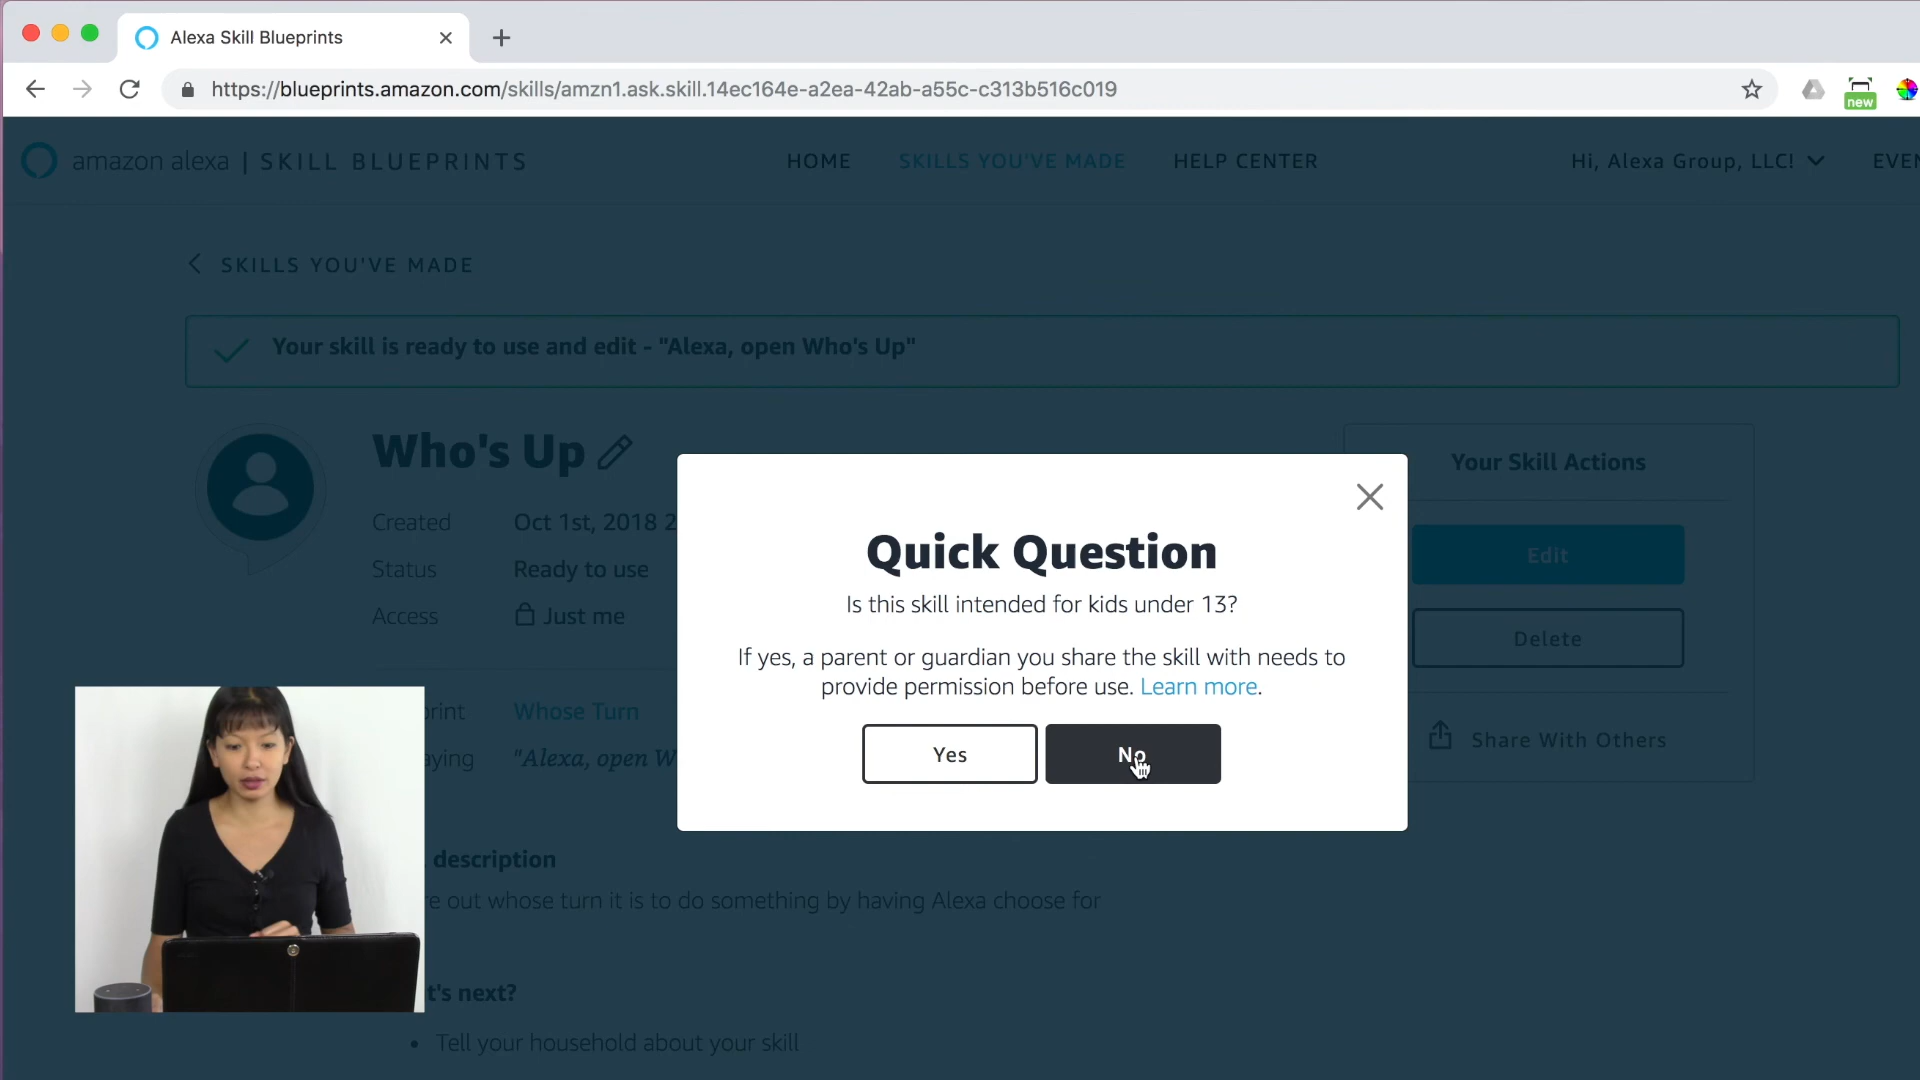 Alexa Skill Blueprints
https://blueprints.amazon.com/skills/amzn1.ask.skill.14ec164e-a2ea-42ab-a55c-c313b516c019
new
amazon alexa | SKILL BLUEPRINTS
HOME
SKILLS YOU'VE MADE
HELP CENTER
Hi, Alexa Group, LLC!
SKILLS YOU'VE MADE
Your skill is ready to use and edit - "Alexa, open Who's Up"
Who's Up
Created Oct 1st, 2018 2
Status Ready to use
Access Just me
Whose Turn
"Alexa, open W
description
out whose turn it is to do something by having Alexa choose for
next?
• Tell your household about your skill
Quick Question
Is this skill intended for kids under 13?
If yes, a parent or guardian you share the skill with needs to
provide permission before use. Learn more.
Yes
No
Your Skill Actions
Edit
Delete
Share With Others